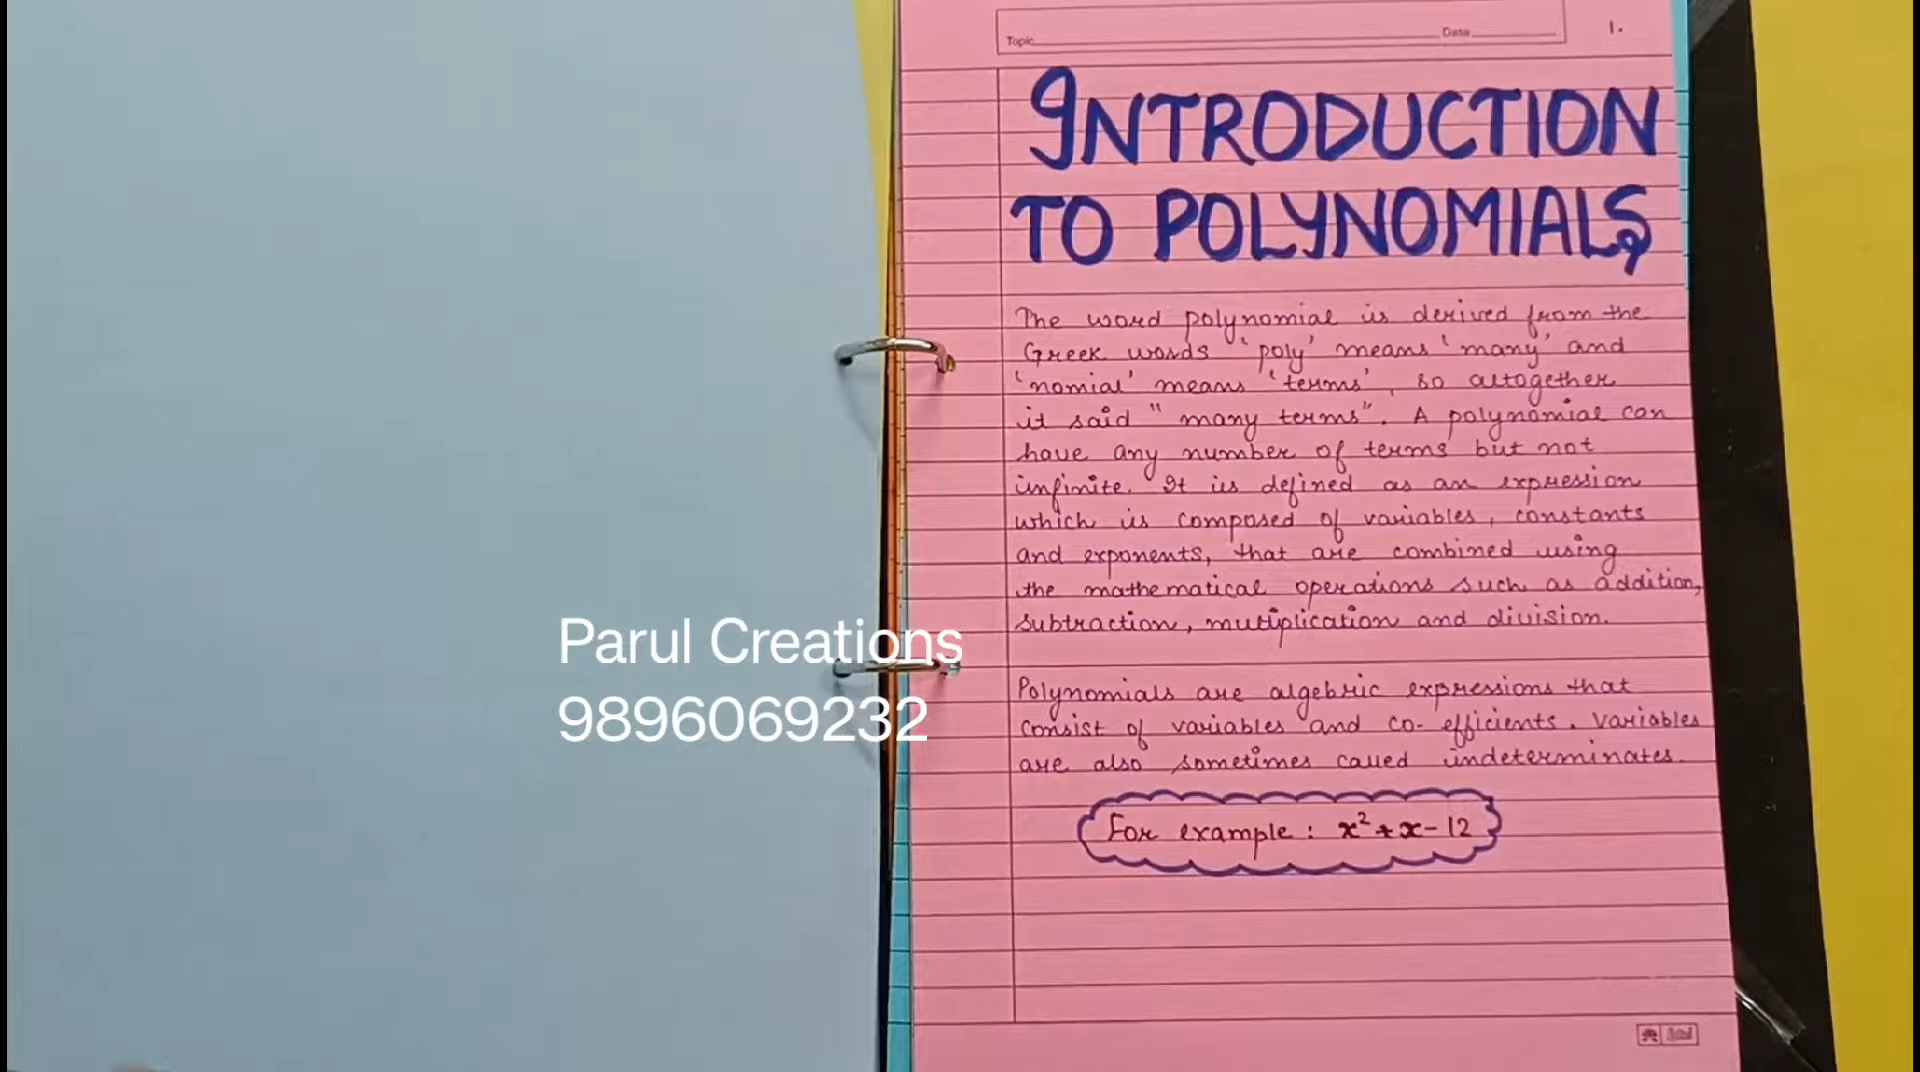 Topic
Date
1.
INTRODUCTION
TO POLYNOMIALS
The word polynomial is derived from the
Greek words 'poly' means 'many' and
'nomial' means 'terms', so altogether
it said " many terms". A polynomial can
have any number of terms but not
infinite. It is defined as an expression
which is composed of variables, constants
and exponents, that are combined using
the mathematical operations such as addition,
subtraction, mutiplication and division.
Polynomials are algebric expressions that
consist of variables and co-efficients. Variables
are also sometimes called indeterminates.
For example : x² + x - 12
Parul Creations
9896069232